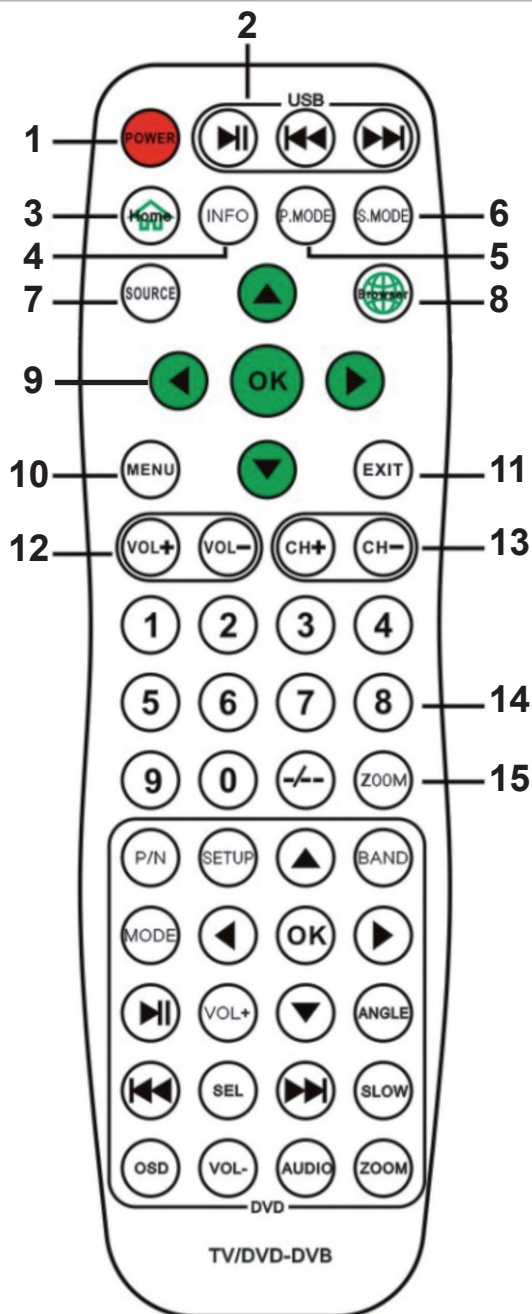 2
USB
1 POWER
3 Home INFO P.MODE S.MODE 6
4 5
7 SOURCE Browser 8
9 OK
10 MENU EXIT 11
12 VOL+ VOL- CH+ CH- 13
1 2 3 4
5 6 7 8 14
9 0 -/-- ZOOM 15
P/N SETUP BAND
MODE OK
VOL+ ANGLE
SEL SLOW
OSD VOL- AUDIO ZOOM
DVD
TV/DVD-DVB